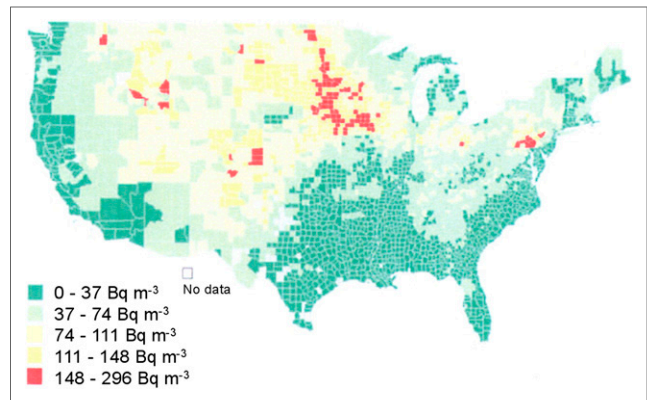 No data
0 - 37 Bq m⁻³
37 - 74 Bq m⁻³
74 - 111 Bq m⁻³
111 - 148 Bq m⁻³
148 - 296 Bq m⁻³